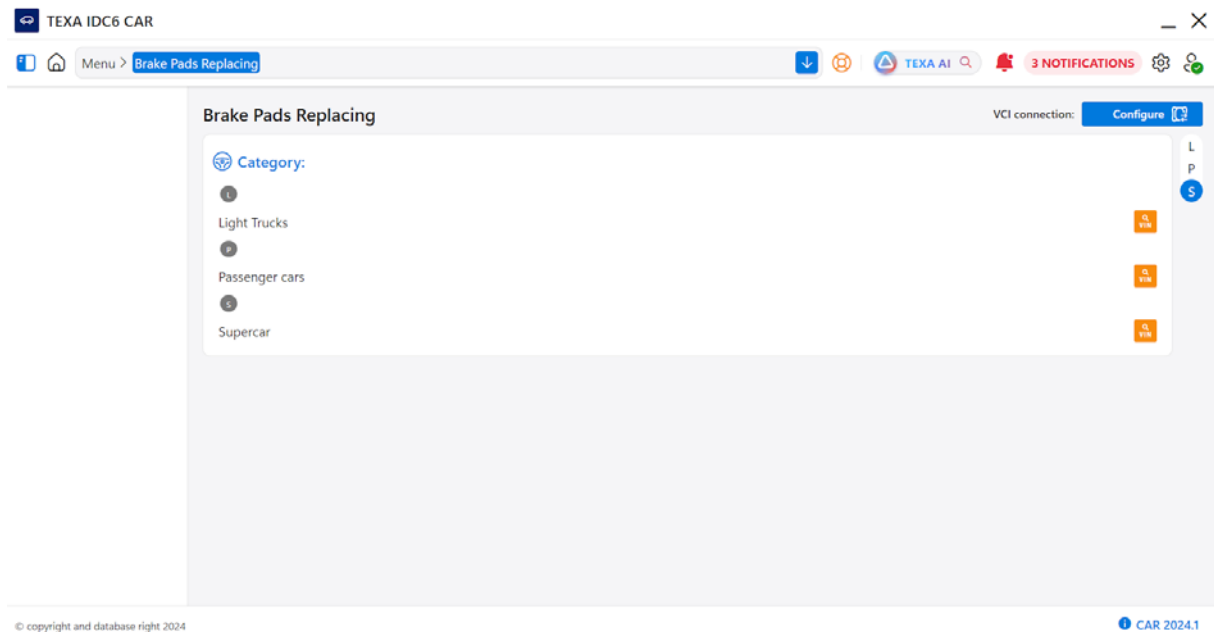 TEXA IDC6 CAR
Menu > Brake Pads Replacing
TEXA AI
3 NOTIFICATIONS
Brake Pads Replacing
VCI connection:
Configure
Category:
L
Light Trucks
VIN
P
Passenger cars
VIN
S
Supercar
VIN
L
P
S
© copyright and database right 2024
CAR 2024.1